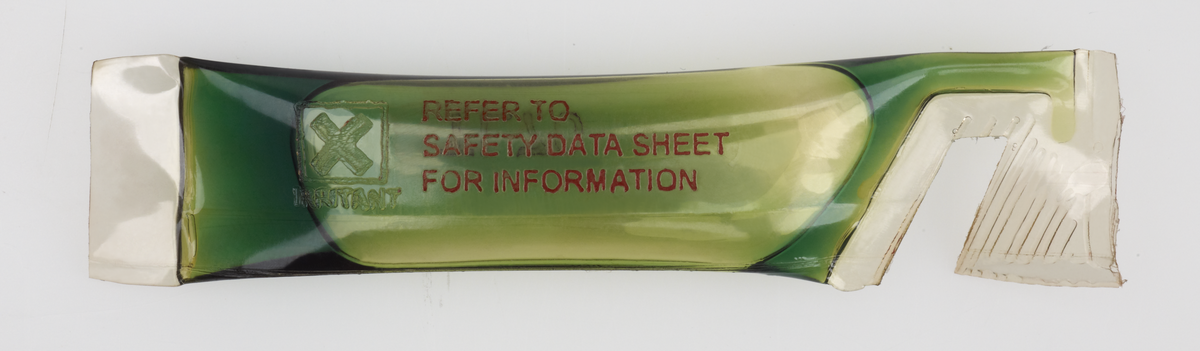 REFER TO
SAFETY DATA SHEET
FOR INFORMATION
IRRITANT